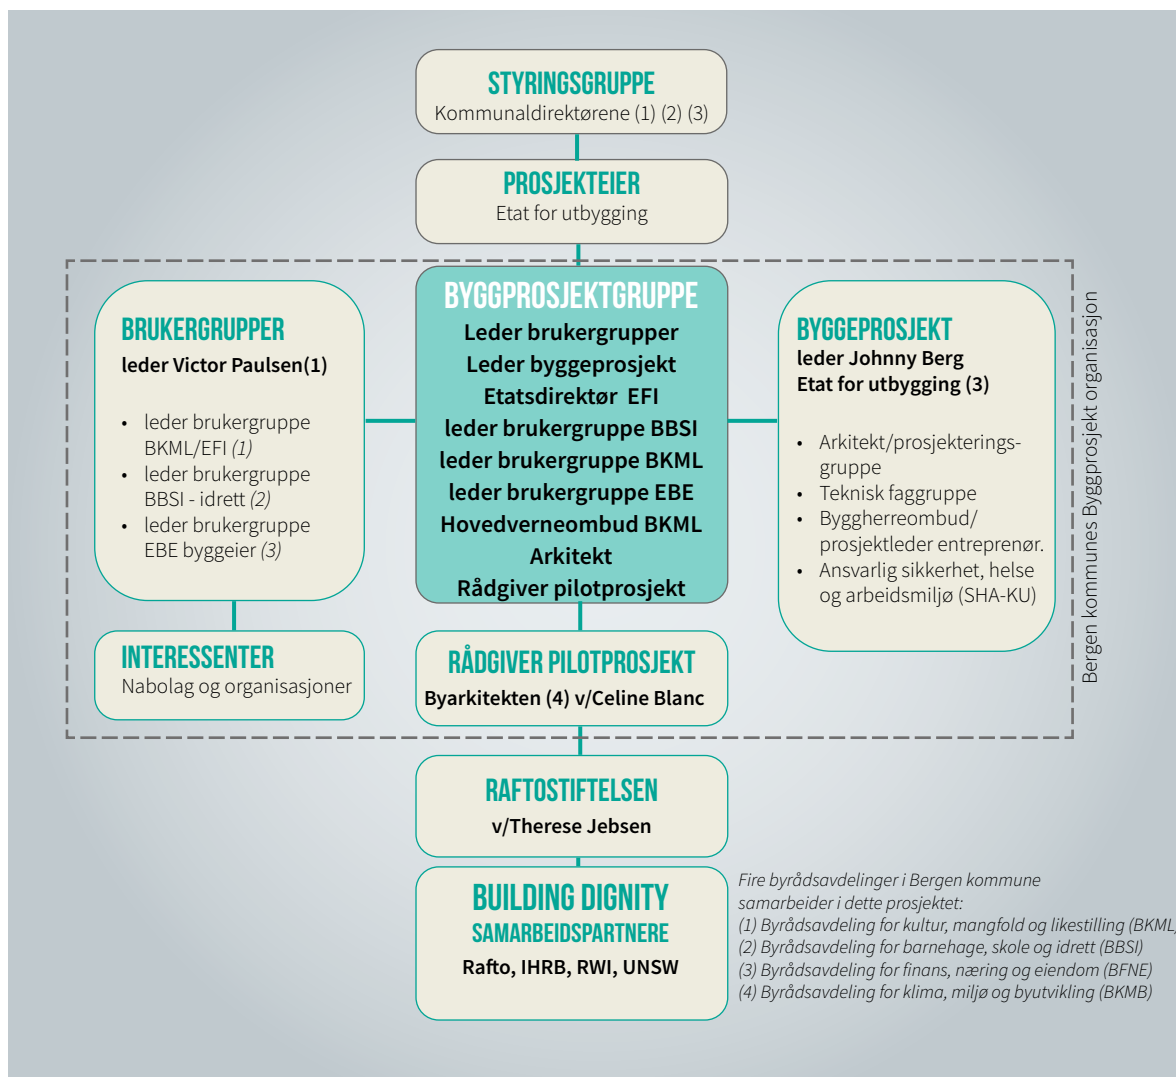 STYRINGSGRUPPE
Kommunaldirektørene (1) (2) (3)
PROSJEKTEIER
Etat for utbygging
BRUKERGRUPPER
leder Victor Paulsen(1)
• leder brukergruppe
BKML/EFI (1)
• leder brukergruppe
BBSI - idrett (2)
• leder brukergruppe
EBE byggeier (3)
INTERESSENTER
Nabolag og organisasjoner
BYGGPROSJEKTGRUPPE
Leder brukergrupper
Leder byggeprosjekt
Etatsdirektør EFI
leder brukergruppe BBSI
leder brukergruppe BKML
leder brukergruppe EBE
Hovedverneombud BKML
Arkitekt
Rådgiver pilotprosjekt
BYGGEPROSJEKT
leder Johnny Berg
Etat for utbygging (3)
• Arkitekt/prosjekterings-
gruppe
• Teknisk faggruppe
• Byggherreombud/
prosjektleder entreprenør.
• Ansvarlig sikkerhet, helse
og arbeidsmiljø (SHA-KU)
Bergen kommunes Byggprosjekt organisasjon
RÅDGIVER PILOTPROSJEKT
Byarkitekten (4) v/Celine Blanc
RAFTOSTIFTELSEN
v/Therese Jebsen
BUILDING DIGNITY
SAMARBEIDSPARTNERE
Rafto, IHRB, RWI, UNSW
Fire byrådsavdelinger i Bergen kommune
samarbeider i dette prosjektet:
(1) Byrådsavdeling for kultur, mangfold og likestilling (BKML)
(2) Byrådsavdeling for barnehage, skole og idrett (BBSI)
(3) Byrådsavdeling for finans, næring og eiendom (BFNE)
(4) Byrådsavdeling for klima, miljø og byutvikling (BKMB)